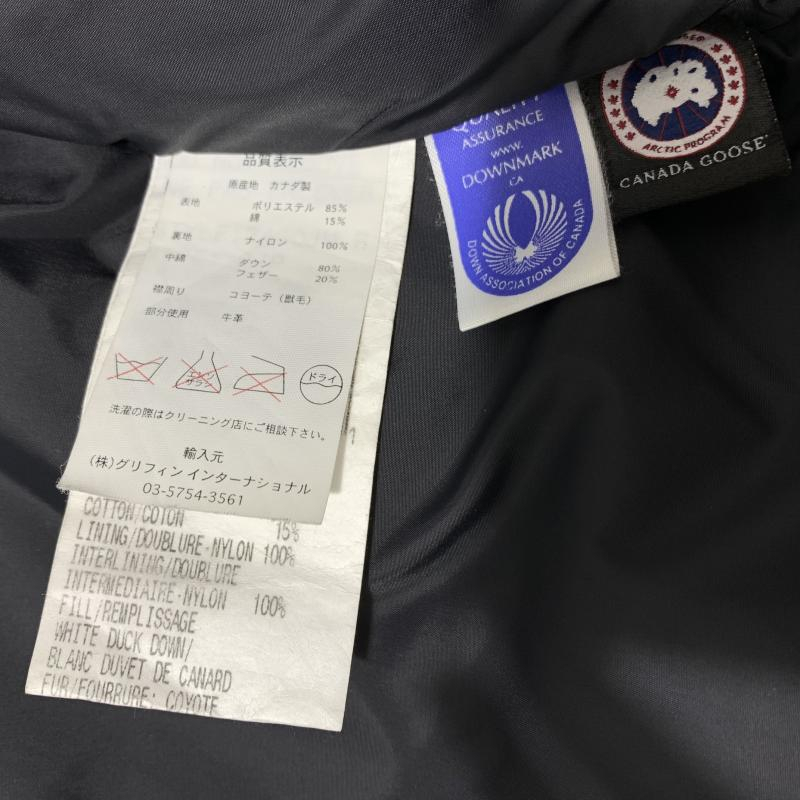 品質表示
原産地 カナダ製
表地 ポリエステル 85%
綿 15%
裏地 ナイロン 100%
中綿 ダウン 80%
フェザー 20%
襟周り コヨーテ（獣毛）
部分使用 牛革
エンソ
サラシ
ドライ
洗濯の際はクリーニング店にご相談下さい。
輸入元
(株)グリフィン インターナショナル
03-5754-3561
1
COTTON/COTON 15%
LINING/DOUBLURE-NYLON 100%
INTERLINING/DOUBLURE
INTERMEDIAIRE-NYLON 100%
FILL/REMPLISSAGE
WHITE DUCK DOWN/
BLANC DUVET DE CANARD
FUR/FOURRURE: COYOTE
QUALITY
ASSURANCE
www.
DOWNMARK
.CA
DOWN ASSOCIATION OF CANADA
ARCTIC PROGRAM
CANADA GOOSE